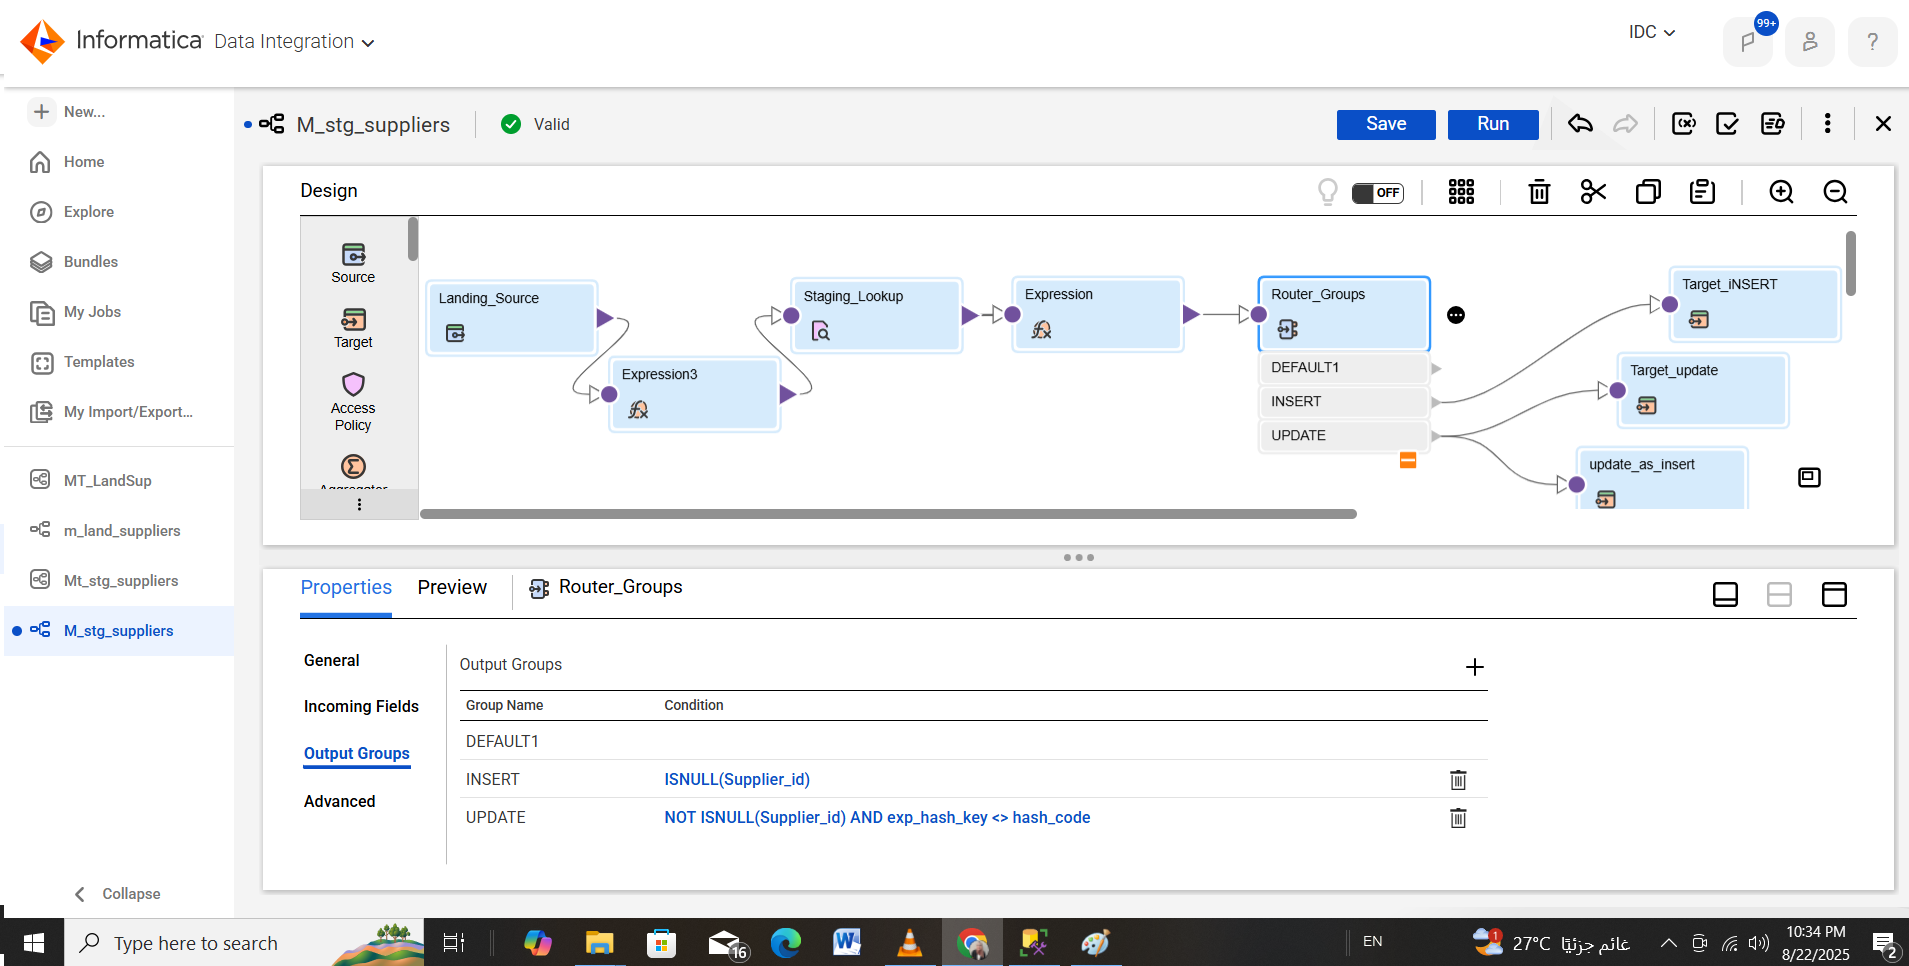 Informatica Data Integration
IDC
99+
?
New...
Home
Explore
Bundles
My Jobs
Templates
My Import/Export...
MT_LandSup
m_land_suppliers
Mt_stg_suppliers
M_stg_suppliers
Collapse
M_stg_suppliers
Valid
Save
Run
Design
OFF
Source
Target
Access
Policy
Aggregator
Landing_Source
Expression3
Staging_Lookup
Expression
Router_Groups
DEFAULT1
INSERT
UPDATE
Target_iNSERT
Target_update
update_as_insert
Properties
Preview
Router_Groups
General
Incoming Fields
Output Groups
Advanced
Output Groups
Group Name Condition
DEFAULT1
INSERT ISNULL(Supplier_id)
UPDATE NOT ISNULL(Supplier_id) AND exp_hash_key <> hash_code
Type here to search
16
EN
1
27°C غائم جزئيًا
10:34 PM
8/22/2025
2